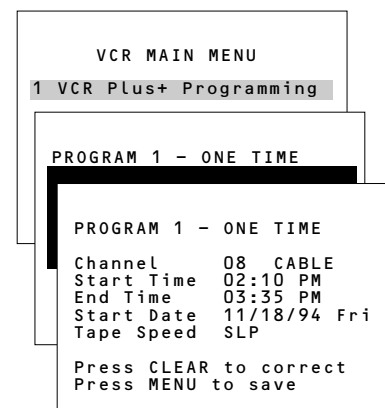 VCR MAIN MENU
1 VCR Plus+ Programming
PROGRAM 1 – ONE TIME
PROGRAM 1 – ONE TIME
Channel 08 CABLE
Start Time 02:10 PM
End Time 03:35 PM
Start Date 11/18/94 Fri
Tape Speed SLP
Press CLEAR to correct
Press MENU to save